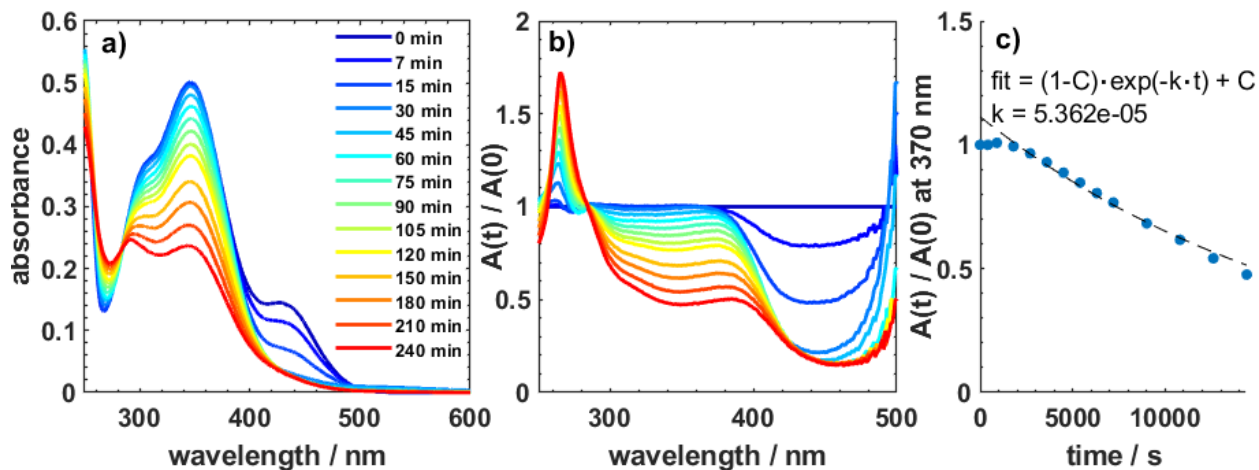 a)
absorbance
0.6
0.5
0.4
0.3
0.2
0.1
0
300
400
500
600
wavelength / nm
0 min
7 min
15 min
30 min
45 min
60 min
75 min
90 min
105 min
120 min
150 min
180 min
210 min
240 min
b)
A(t) / A(0)
2
1.5
1
0.5
0
300
400
500
wavelength / nm
c)
A(t) / A(0) at 370 nm
1.5
1
0.5
0
fit = (1-C)·exp(-k·t) + C
k = 5.362e-05
0
5000
10000
time / s